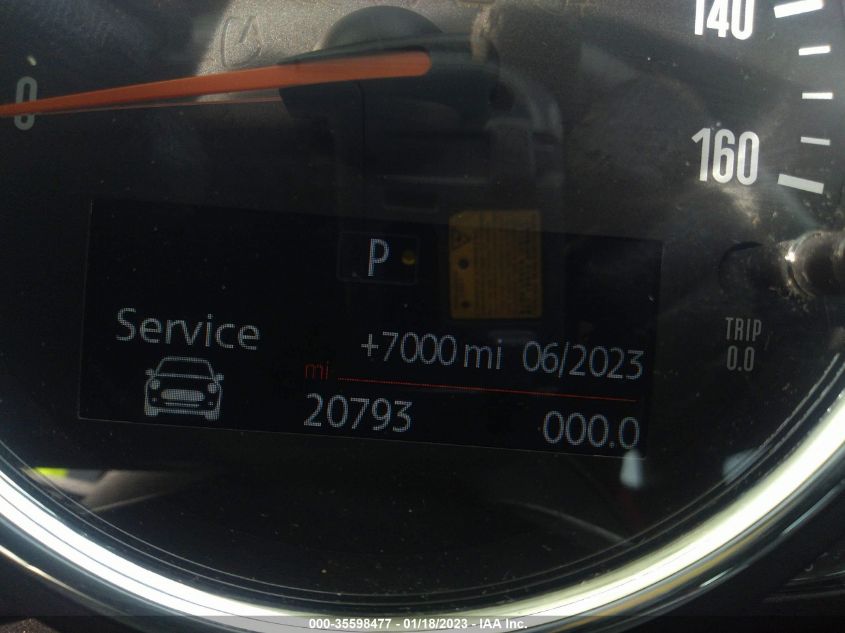 140
0
160
P
Service
+7000 mi 06/2023
TRIP
0.0
mi
20793 000.0
000-35598477 - 01/18/2023 - IAA Inc.